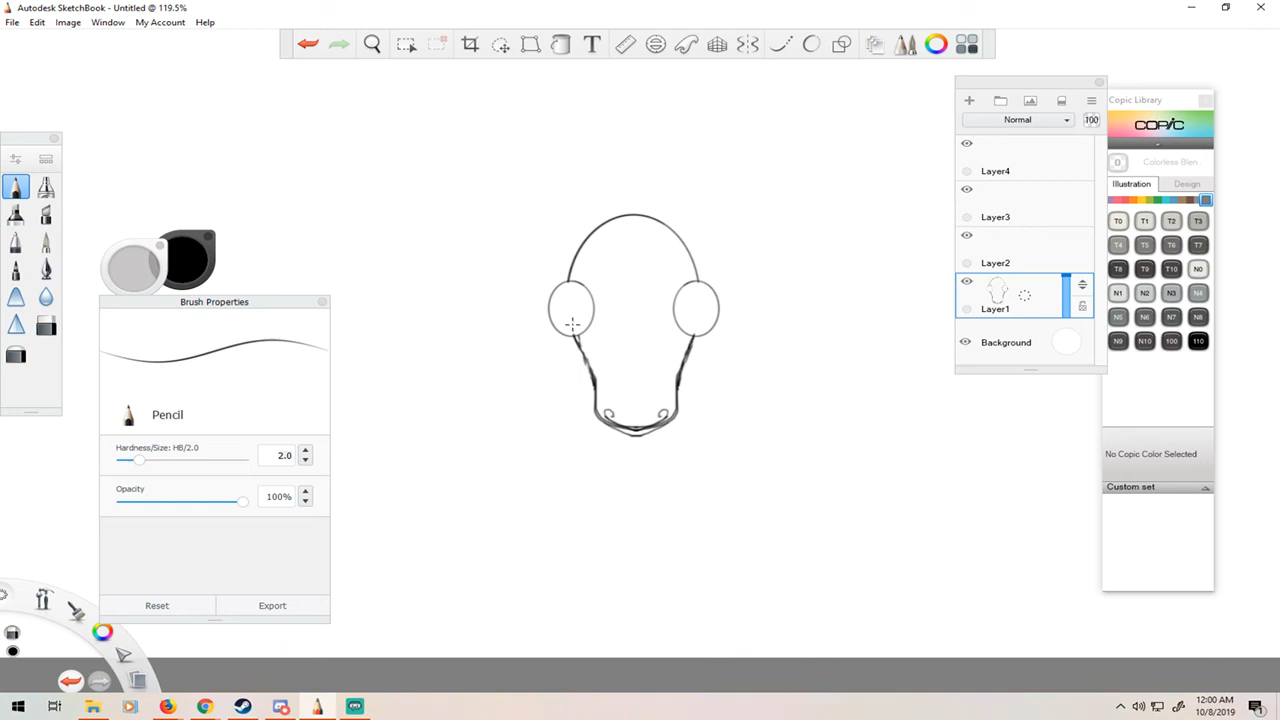 Autodesk SketchBook - Untitled @ 119.5%
File Edit Image Window My Account Help
Copic Library
COPIC
Normal
100
0
Colorless Blen..
Illustration
Design
Layer4
Layer3
Layer2
Layer1
Background
T0 T1 T2 T3
T4 T5 T6 T7
T8 T9 T10 N0
N1 N2 N3 N4
N5 N6 N7 N8
N9 N10 100 110
No Copic Color Selected
Custom set
Brush Properties
Pencil
Hardness/Size: HB/2.0
2.0
Opacity
100%
Reset
Export
12:00 AM
10/8/2019